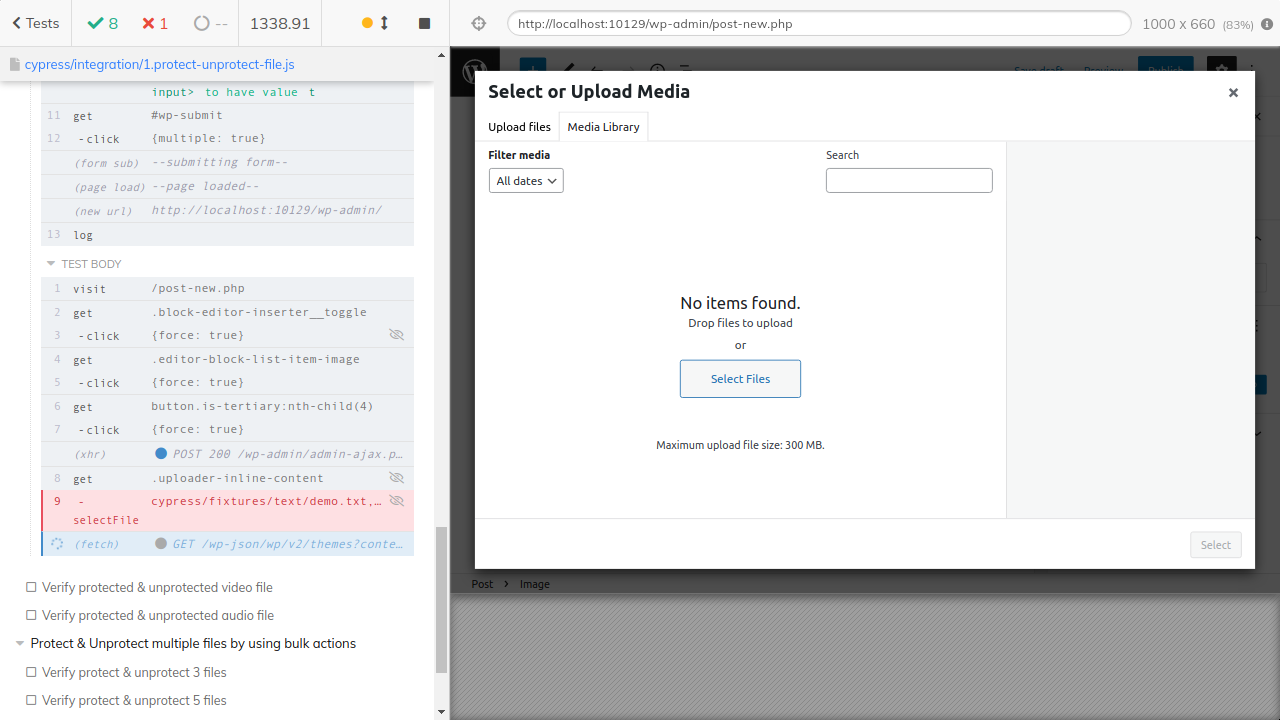 Tests
8
1
--
1338.91
http://localhost:10129/wp-admin/post-new.php
1000 x 660 (83%)
cypress/integration/1.protect-unprotect-file.js
input> to have value t
11 get #wp-submit
12 -click {multiple: true}
(form sub) --submitting form--
(page load) --page loaded--
(new url) http://localhost:10129/wp-admin/
13 log
TEST BODY
1 visit /post-new.php
2 get .block-editor-inserter__toggle
3 -click {force: true}
4 get .editor-block-list-item-image
5 -click {force: true}
6 get button.is-tertiary:nth-child(4)
7 -click {force: true}
(xhr) POST 200 /wp-admin/admin-ajax.p…
8 get .uploader-inline-content
9 - cypress/fixtures/text/demo.txt,…
selectFile
(fetch) GET /wp-json/wp/v2/themes?conte…
Verify protected & unprotected video file
Verify protected & unprotected audio file
Protect & Unprotect multiple files by using bulk actions
Verify protect & unprotect 3 files
Verify protect & unprotect 5 files
Save draft Preview Publish
Select or Upload Media
Upload files Media Library
Filter media Search
All dates
No items found.
Drop files to upload
or
Select Files
Maximum upload file size: 300 MB.
Select
Post Image